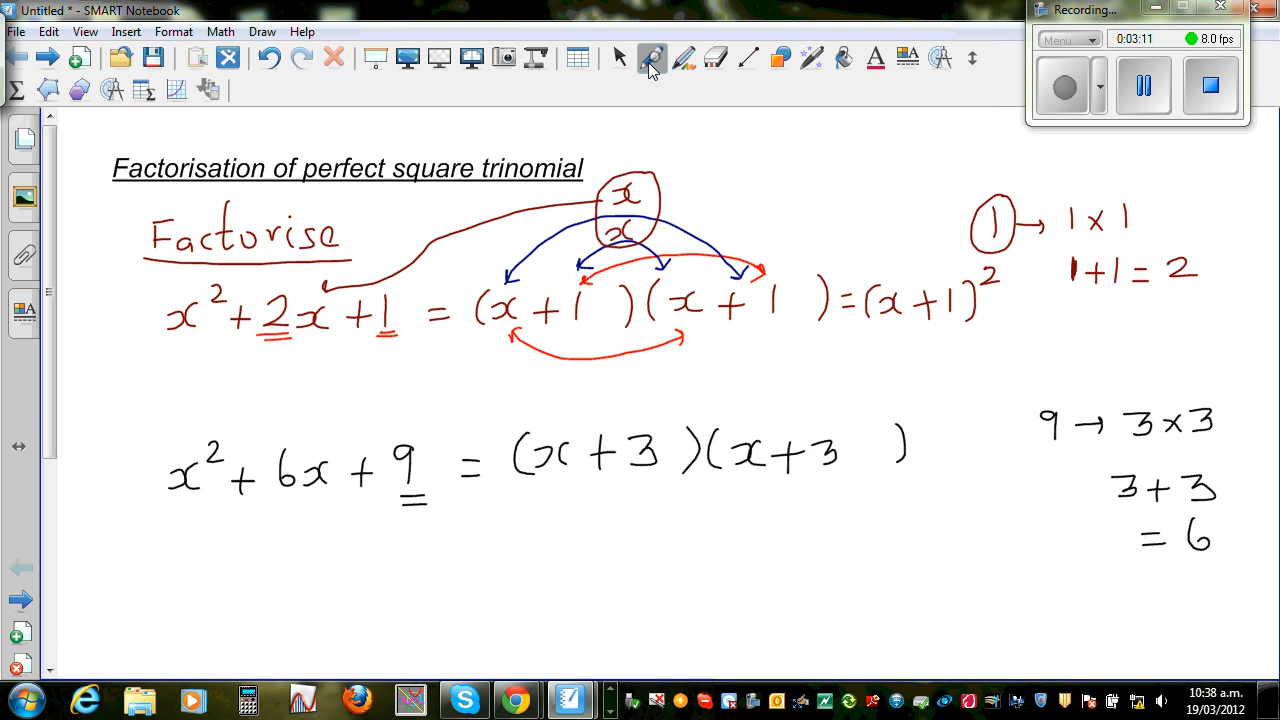 Untitled * - SMART Notebook
Recording...
File Edit View Insert Format Math Draw Help
Menu
0:03:11
8.0 fps
Factorisation of perfect square trinomial
x
x
Factorise
1 → 1 × 1
1 + 1 = 2
x² + 2x + 1 = (x + 1 )(x + 1 ) = (x + 1)²
9 → 3 × 3
x² + 6x + 9 = (x + 3 )(x + 3 )
3 + 3
= 6
10:38 a.m.
19/03/2012